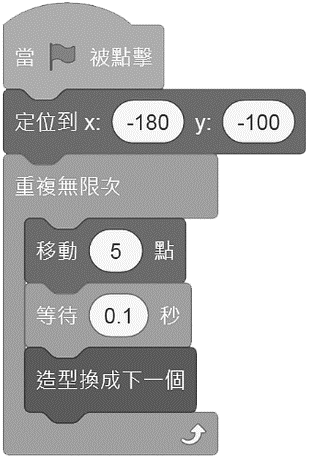 當 被點擊
定位到 x: -180 y: -100
重複無限次
移動 5 點
等待 0.1 秒
造型換成下一個